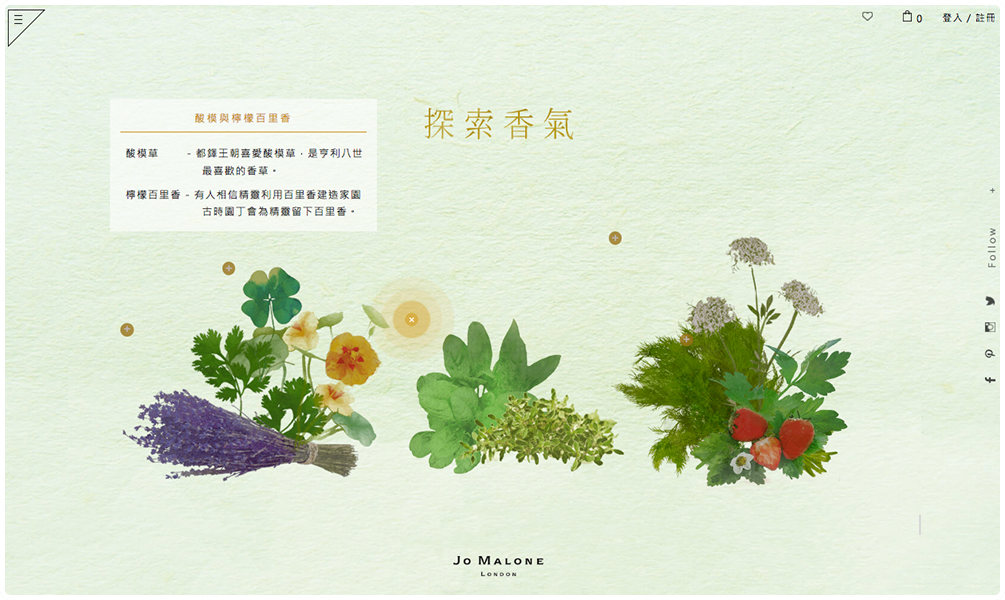 0
登入 / 註冊
探索香氣
酸模與檸檬百里香
酸模草 - 都鐸王朝喜愛酸模草，是亨利八世
最喜歡的香草。
檸檬百里香 - 有人相信精靈利用百里香建造家園
古時園丁會為精靈留下百里香。
Follow
JO MALONE
LONDON